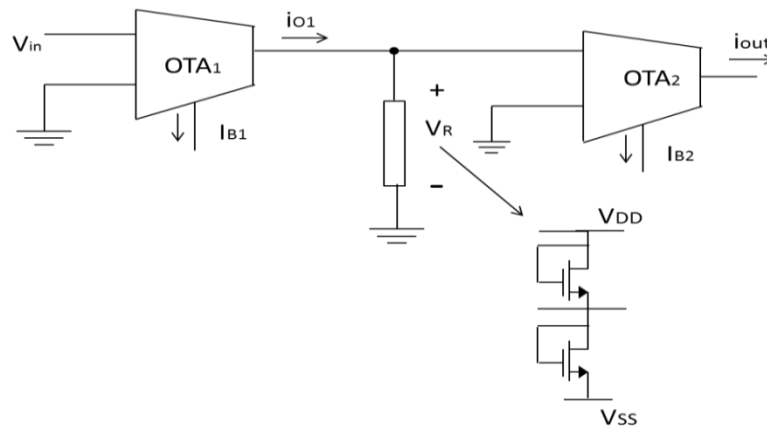 iO1
Vin
OTA1
IB1
+
VR
-
OTA2
iout
IB2
VDD
VSS